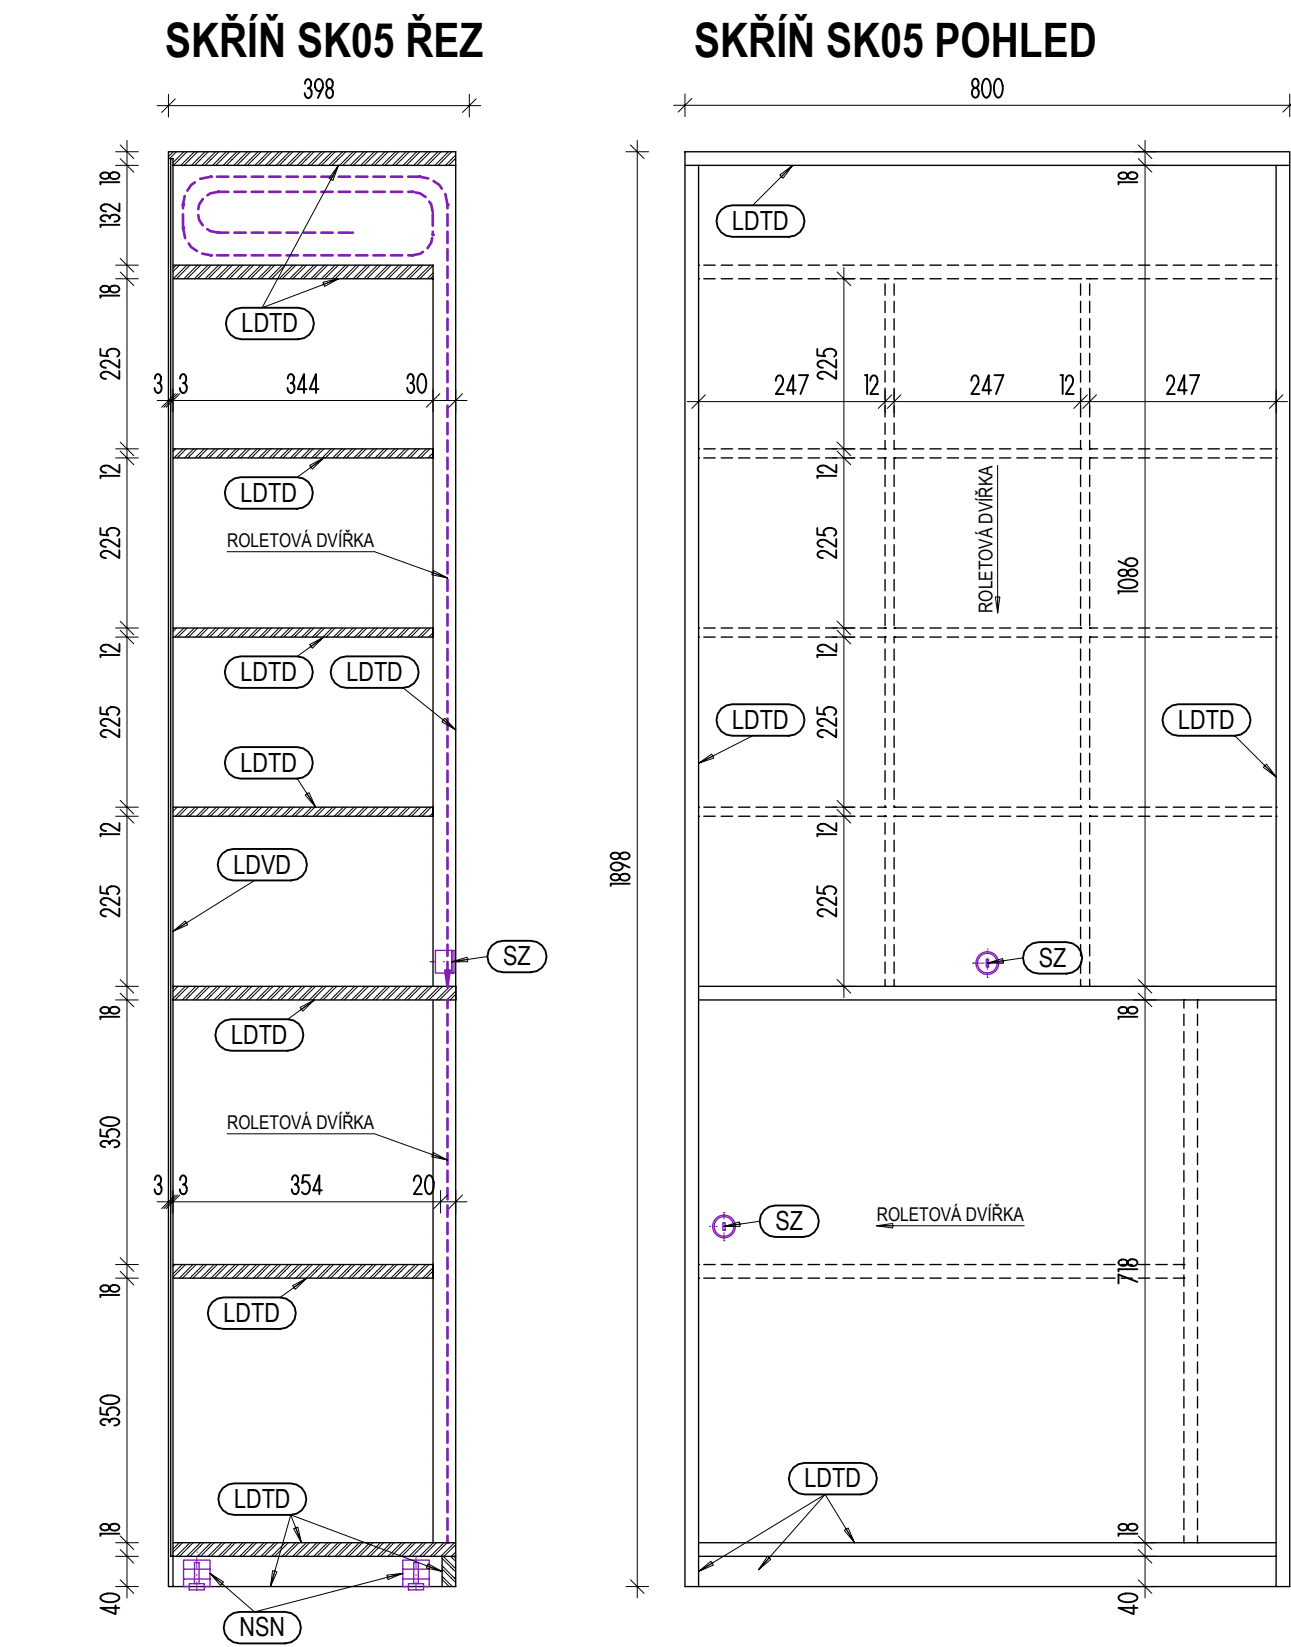 SKŘÍŇ SK05 ŘEZ
SKŘÍŇ SK05 POHLED
398
800
18
132
18
225
12
225
12
225
12
225
18
350
18
350
18
40
LDTD
3 3 344 30
LDTD
ROLETOVÁ DVÍŘKA
LDTD
LDTD
LDTD
LDVD
SZ
LDTD
ROLETOVÁ DVÍŘKA
3 3 354 20
LDTD
LDTD
NSN
1898
LDTD
18
225
247 12 247 12 247
12
225
ROLETOVÁ DVÍŘKA
1086
12
225
LDTD
LDTD
12
225
SZ
18
SZ
ROLETOVÁ DVÍŘKA
718
LDTD
18
40